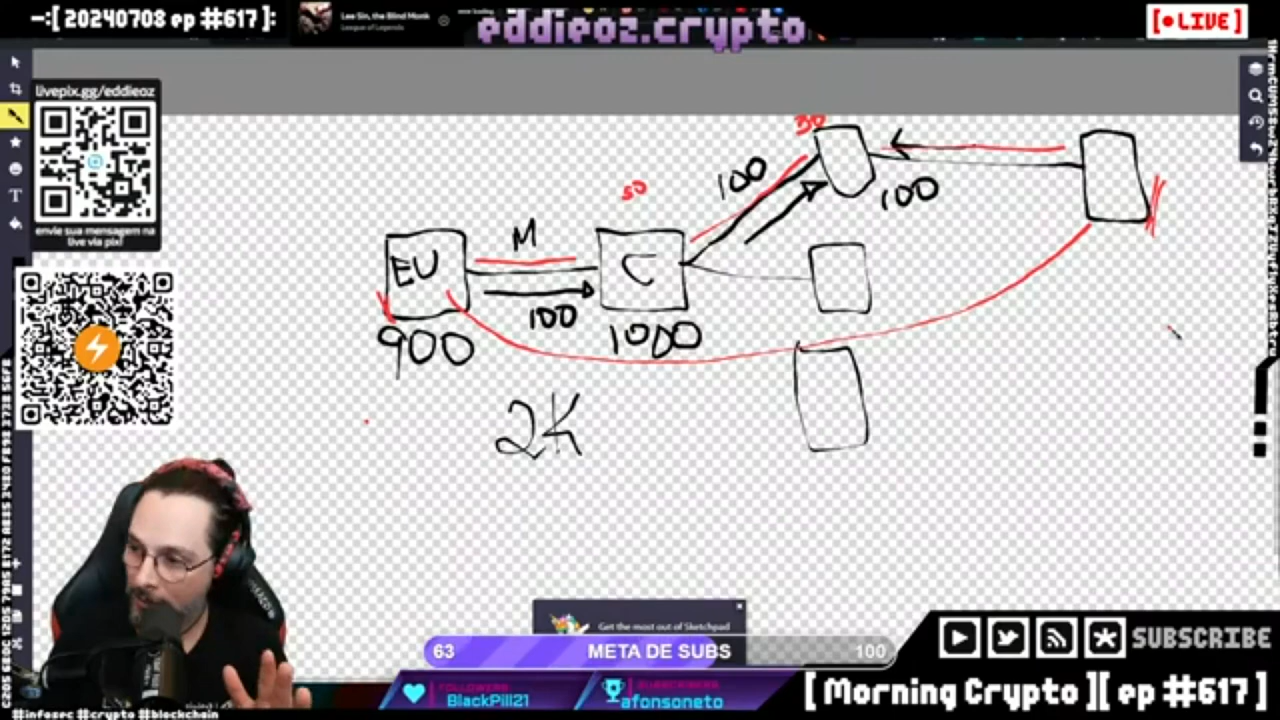 -:[ 20240708 ep #617 ]:
Lee Sin, the Blind Monk
League of Legends
eddieoz.crypto
[ LIVE ]
livepix.gg/eddieoz
envie sua mensagem na
live via pix!
30
100
100
50
M
EU
C
100
900
1000
2K
T
Get the most out of Sketchpad
63 META DE SUBS 100
SUBSCRIBE
FOLLOWERS
BlackPill21
SUBSCRIBERS
afonsoneto
[ Morning Crypto ][ ep #617 ]
#infosec #crypto #blockchain